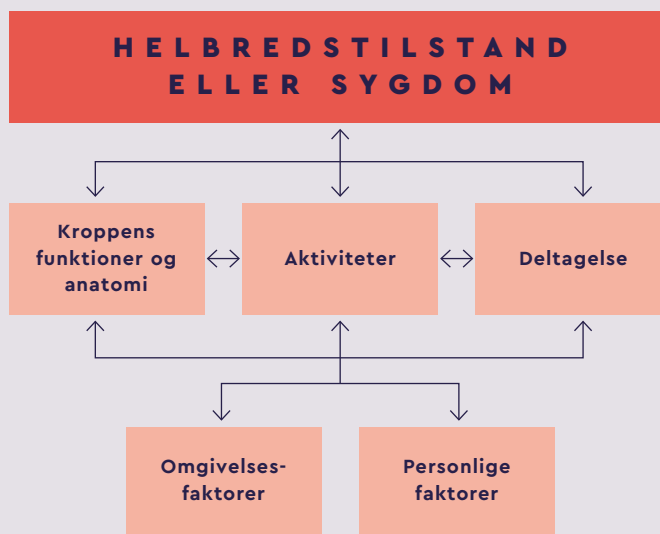 HELBREDSTILSTAND
ELLER SYGDOM
Kroppens
funktioner og
anatomi
Aktiviteter
Deltagelse
Omgivelses-
faktorer
Personlige
faktorer